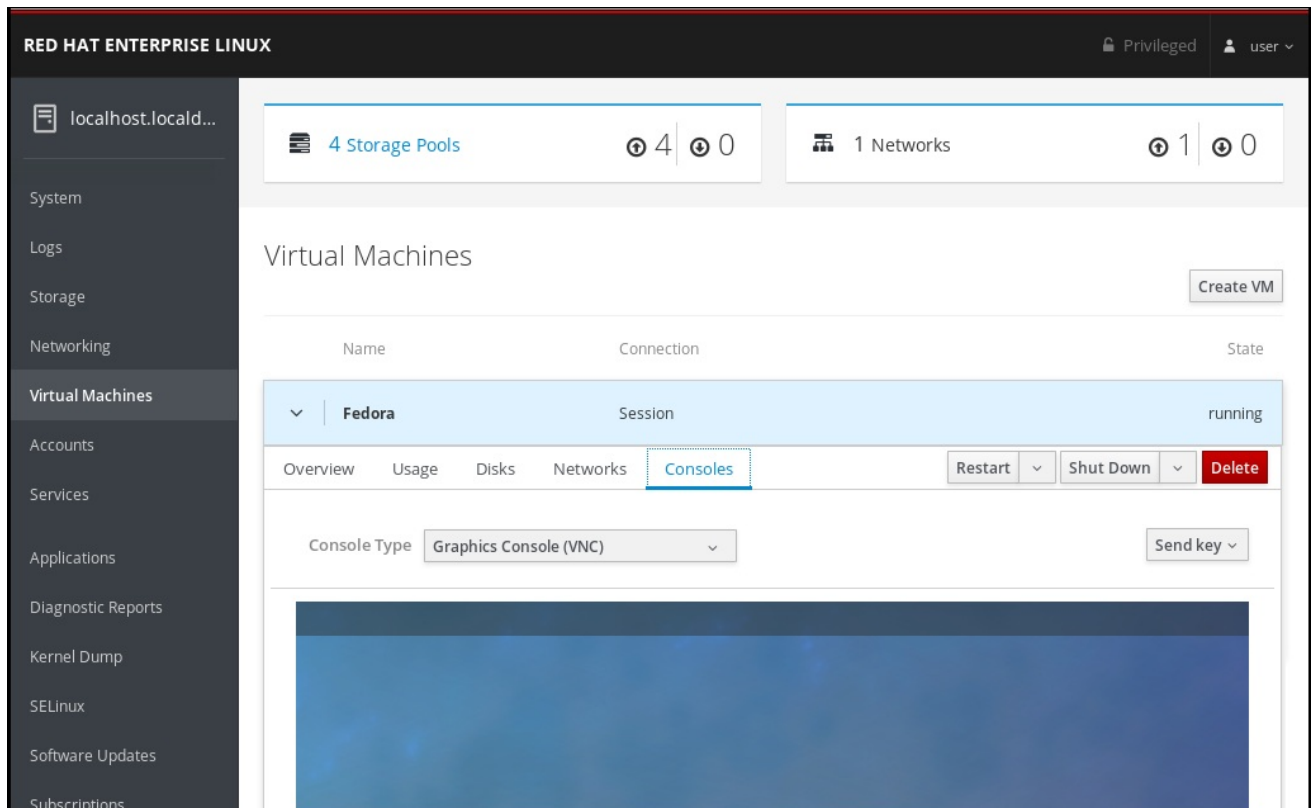 RED HAT ENTERPRISE LINUX
Privileged
user
localhost.locald...
System
Logs
Storage
Networking
Virtual Machines
Accounts
Services
Applications
Diagnostic Reports
Kernel Dump
SELinux
Software Updates
Subscriptions
4 Storage Pools 4 0
1 Networks 1 0
Virtual Machines
Create VM
Name Connection State
Fedora Session running
Overview Usage Disks Networks Consoles Restart Shut Down Delete
Console Type Graphics Console (VNC) Send key